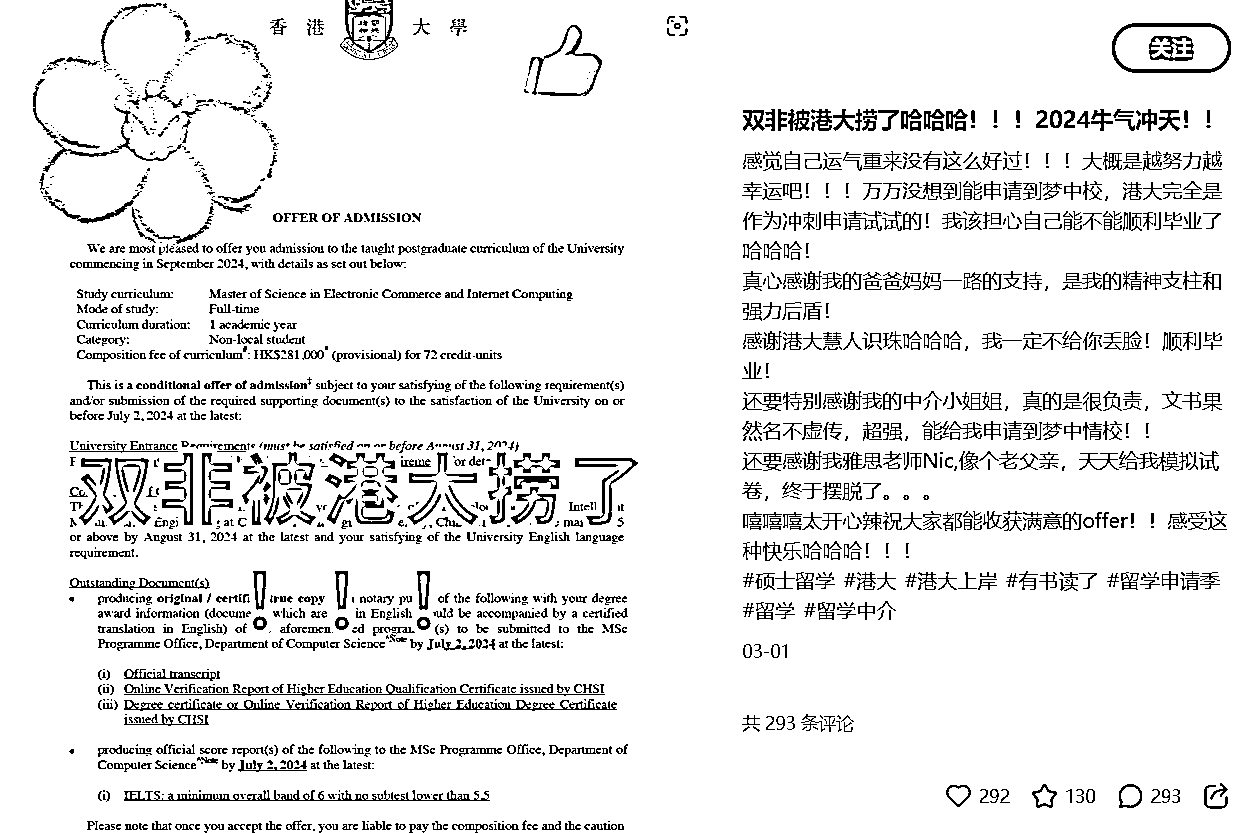 香港大學
OFFER OF ADMISSION
We are most pleased to offer you admission to the taught postgraduate curriculum of the University
commencing in September 2024, with details as set out below:
Study curriculum: Master of Science in Electronic Commerce and Internet Computing
Mode of study: Full-time
Curriculum duration: 1 academic year
Category: Non-local student
Composition fee of curriculum#: HK$281,000* (provisional) for 72 credit-units
This is a conditional offer of admission‡ subject to your satisfying of the following requirement(s)
and/or submission of the required supporting document(s) to the satisfaction of the University on or
before July 2, 2024 at the latest:
University Entrance Requirements (must be satisfied on or before August 31, 2024)
双非被港大捞了
or above by August 31, 2024 at the latest and your satisfying of the University English language
requirement.
!!!
Outstanding Document(s)
• producing original / certifi true copy notary pu of the following with your degree
award information (docume which are in English uld be accompanied by a certified
translation in English) of aforemen ed progra (s) to be submitted to the MSc
Programme Office, Department of Computer Science^Note by July 2, 2024 at the latest:
(i) Official transcript
(ii) Online Verification Report of Higher Education Qualification Certificate issued by CHSI
(iii) Degree certificate or Online Verification Report of Higher Education Degree Certificate
issued by CHSI
• producing official score report(s) of the following to the MSc Programme Office, Department of
Computer Science^Note by July 2, 2024 at the latest:
(i) IELTS: a minimum overall band of 6 with no subtest lower than 5.5
Please note that once you accept the offer, you are liable to pay the composition fee and the caution
关注
双非被港大捞了哈哈哈！！！2024牛气冲天！！
感觉自己运气重来没有这么好过！！！大概是越努力越
幸运吧！！！万万没想到能申请到梦中校，港大完全是
作为冲刺申请试试的！我该担心自己能不能顺利毕业了
哈哈哈！
真心感谢我的爸爸妈妈一路的支持，是我的精神支柱和
强力后盾！
感谢港大慧人识珠哈哈哈，我一定不给你丢脸！顺利毕
业！
还要特别感谢我的中介小姐姐，真的是很负责，文书果
然名不虚传，超强，能给我申请到梦中情校！！
还要感谢我雅思老师Nic,像个老父亲，天天给我模拟试
卷，终于摆脱了。。。
嘻嘻嘻太开心辣祝大家都能收获满意的offer！！感受这
种快乐哈哈哈！！！
#硕士留学 #港大 #港大上岸 #有书读了 #留学申请季
#留学 #留学中介
03-01
共 293 条评论
292 130 293